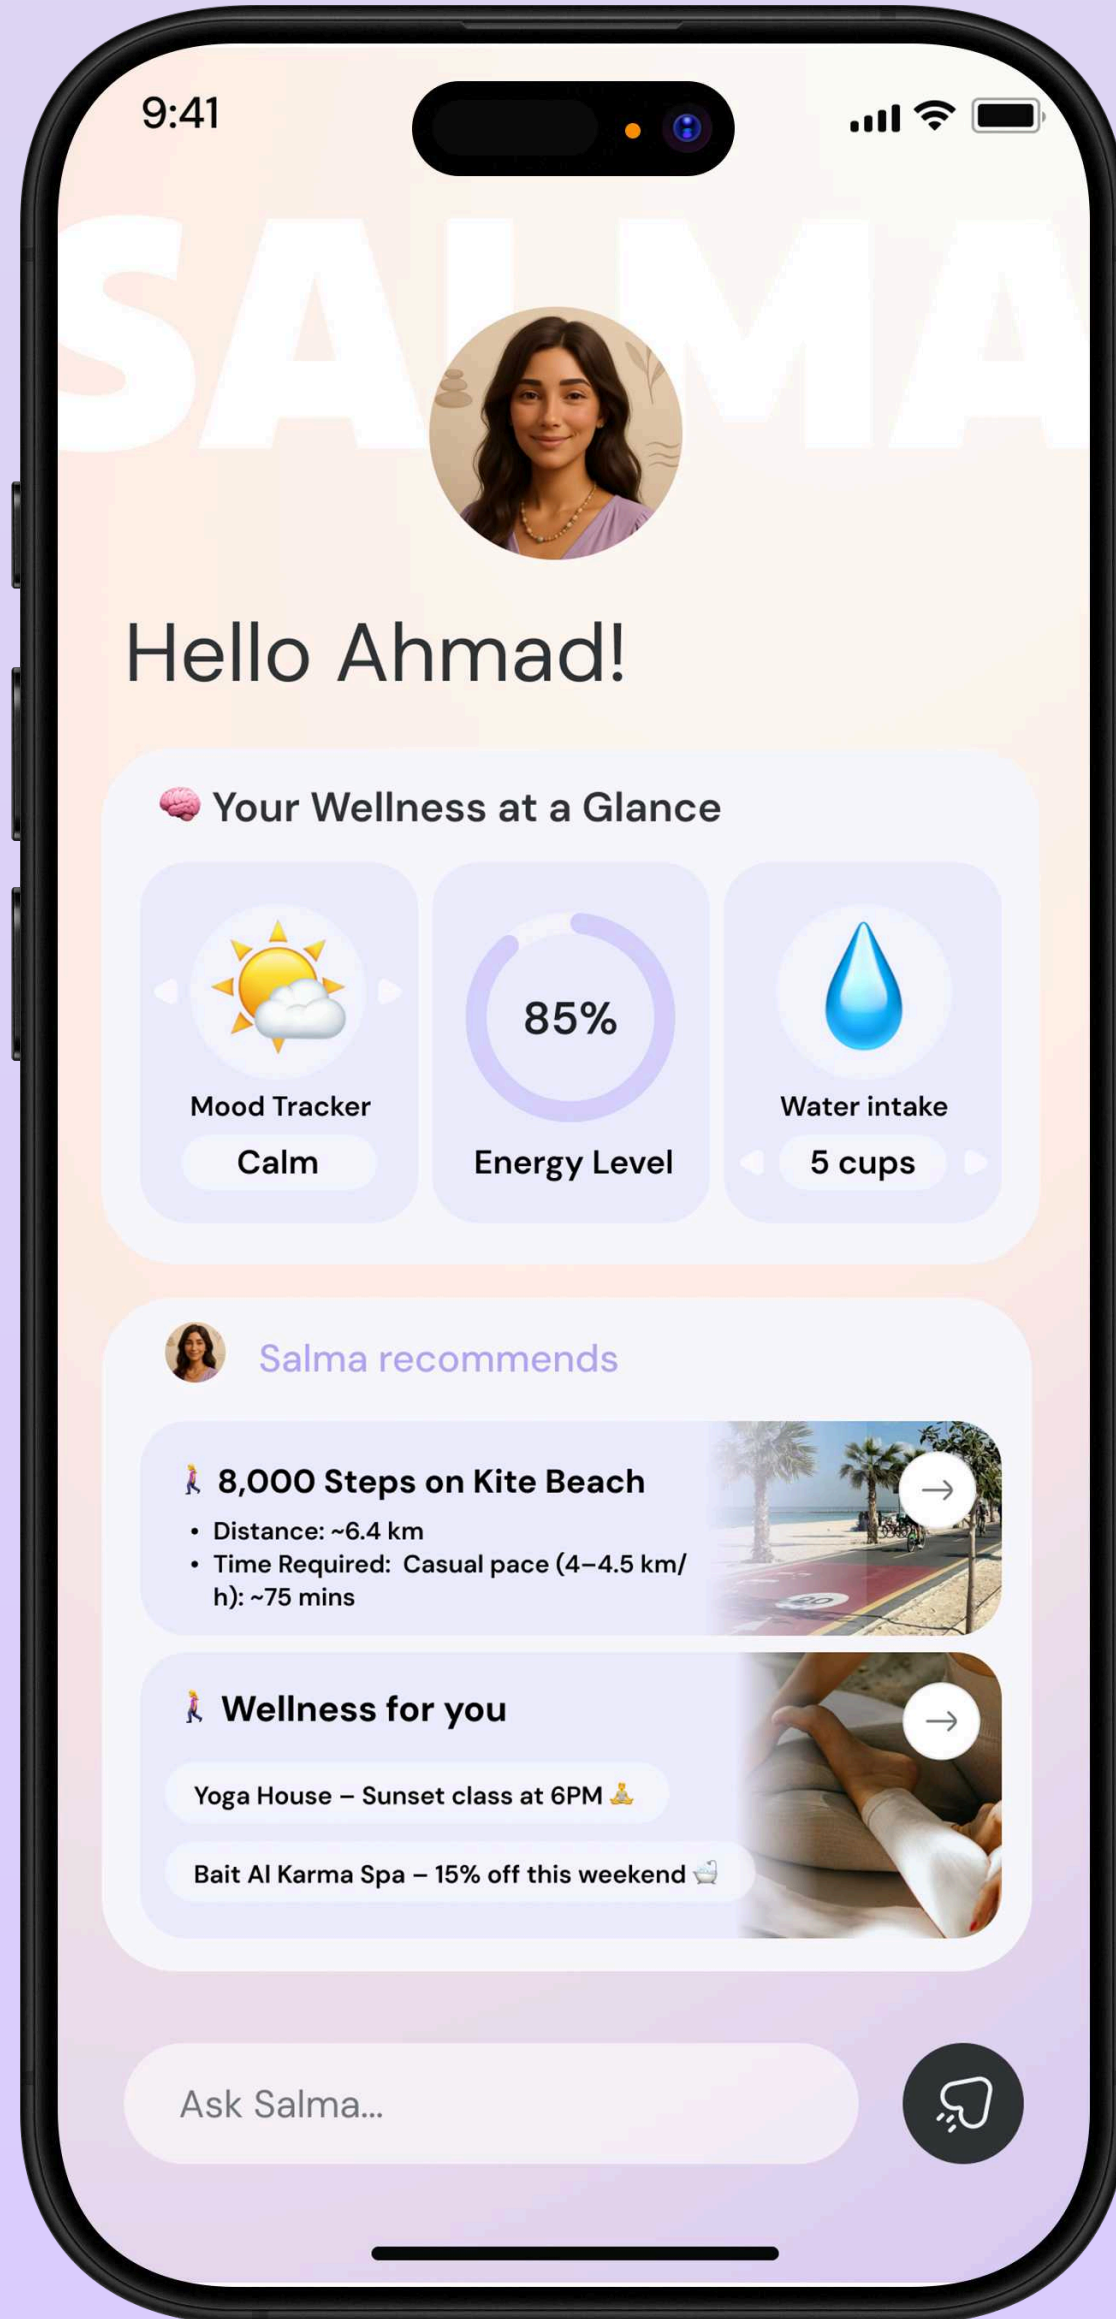 9:41
SALMA
Hello Ahmad!
🧠 Your Wellness at a Glance
85%
Mood Tracker
Water intake
Calm
Energy Level
5 cups
Salma recommends
🚶‍♀️ 8,000 Steps on Kite Beach
• Distance: ~6.4 km
• Time Required:  Casual pace (4–4.5 km/
h): ~75 mins
🚶‍♀️ Wellness for you
Yoga House – Sunset class at 6PM 🧘
Bait Al Karma Spa – 15% off this weekend 🛁
Ask Salma...